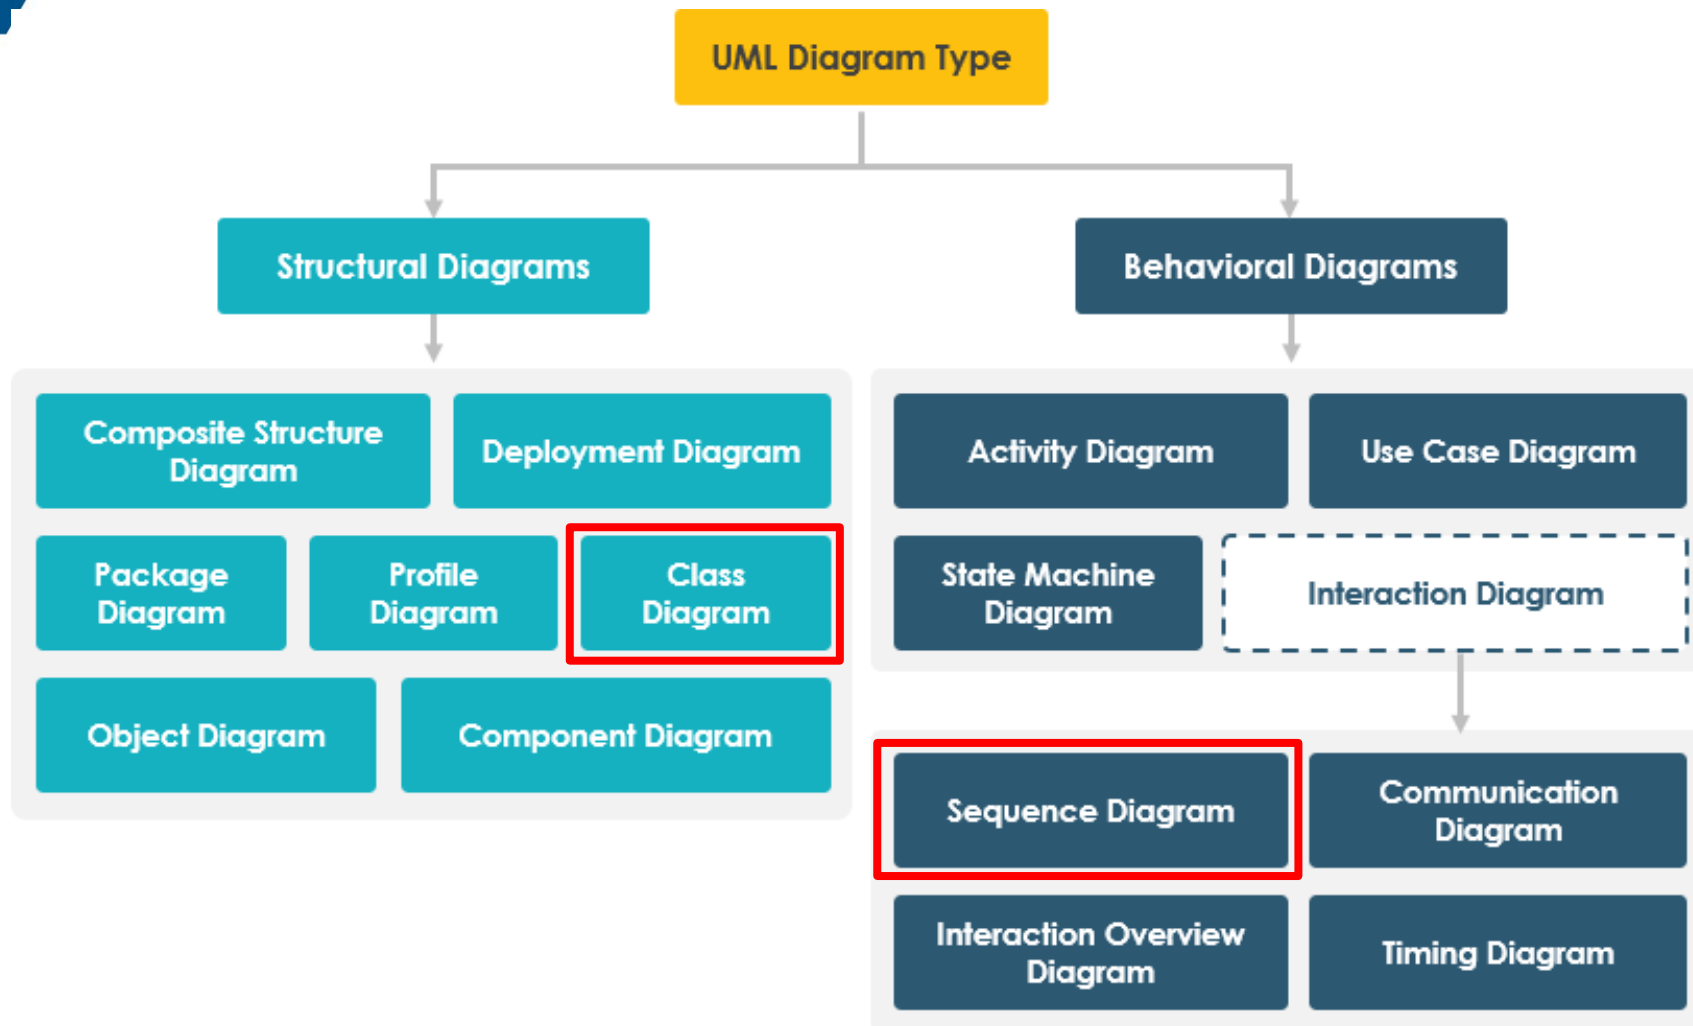 UML Diagram Type
Structural Diagrams
Behavioral Diagrams
Composite Structure
Diagram
Deployment Diagram
Package
Diagram
Profile
Diagram
Class
Diagram
Object Diagram
Component Diagram
Activity Diagram
Use Case Diagram
State Machine
Diagram
Interaction Diagram
Sequence Diagram
Communication
Diagram
Interaction Overview
Diagram
Timing Diagram